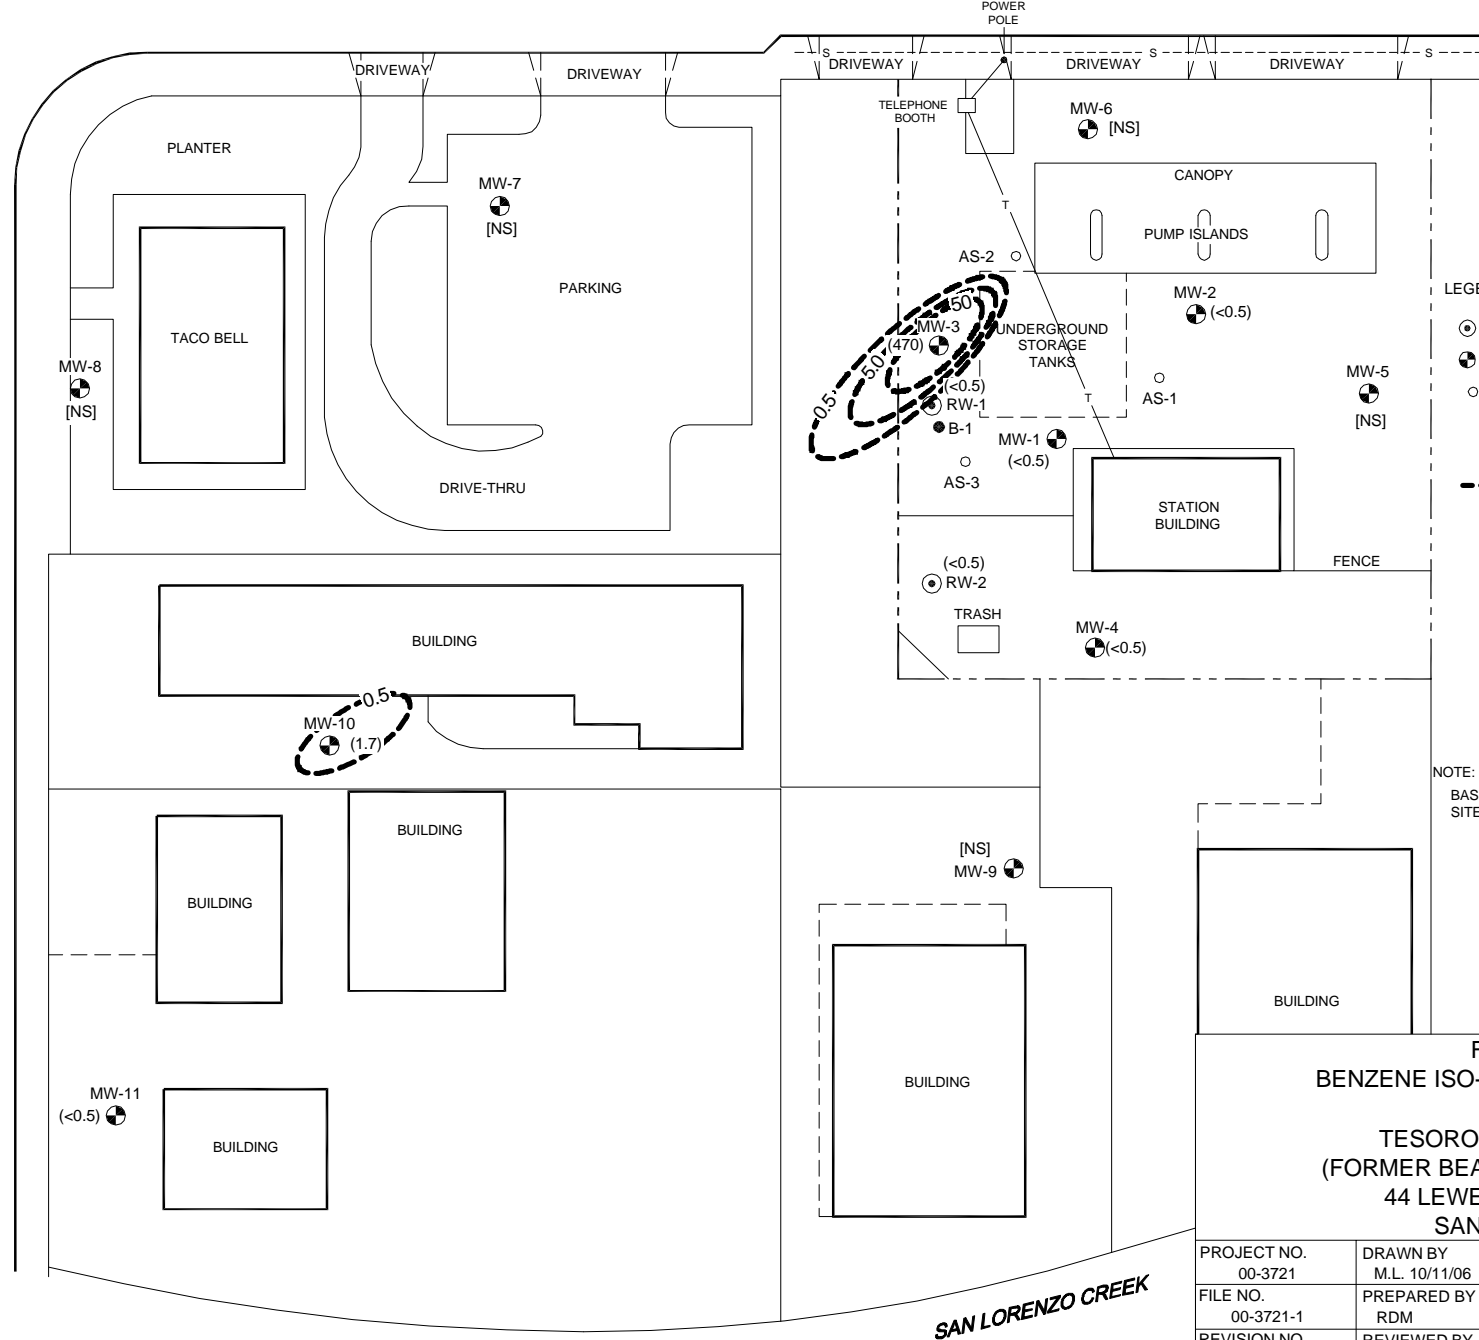 POWER
POLE
S
S
S
DRIVEWAY
DRIVEWAY
DRIVEWAY
DRIVEWAY
DRIVEWAY
TELEPHONE
BOOTH
MW-6
[NS]
PLANTER
CANOPY
MW-7
[NS]
T
PUMP ISLANDS
AS-2
PARKING
MW-2
(<0.5)
LEGE
50
MW-3
(470)
UNDERGROUND
STORAGE
TANKS
TACO BELL
5.0
0.5
MW-8
[NS]
(<0.5)
RW-1
B-1
T
AS-1
MW-5
[NS]
MW-1
(<0.5)
AS-3
DRIVE-THRU
STATION
BUILDING
FENCE
(<0.5)
RW-2
TRASH
MW-4
(<0.5)
BUILDING
0.5
MW-10
(1.7)
NOTE:
BAS
SITE
BUILDING
[NS]
MW-9
BUILDING
BUILDING
BUILDING
MW-11
(<0.5)
BUILDING
SAN LORENZO CREEK
F
BENZENE ISO-
TESORO
(FORMER BEA
44 LEWE
SAN
PROJECT NO.
00-3721
DRAWN BY
M.L. 10/11/06
FILE NO.
00-3721-1
PREPARED BY
RDM
REVISION NO.
REVIEWED BY